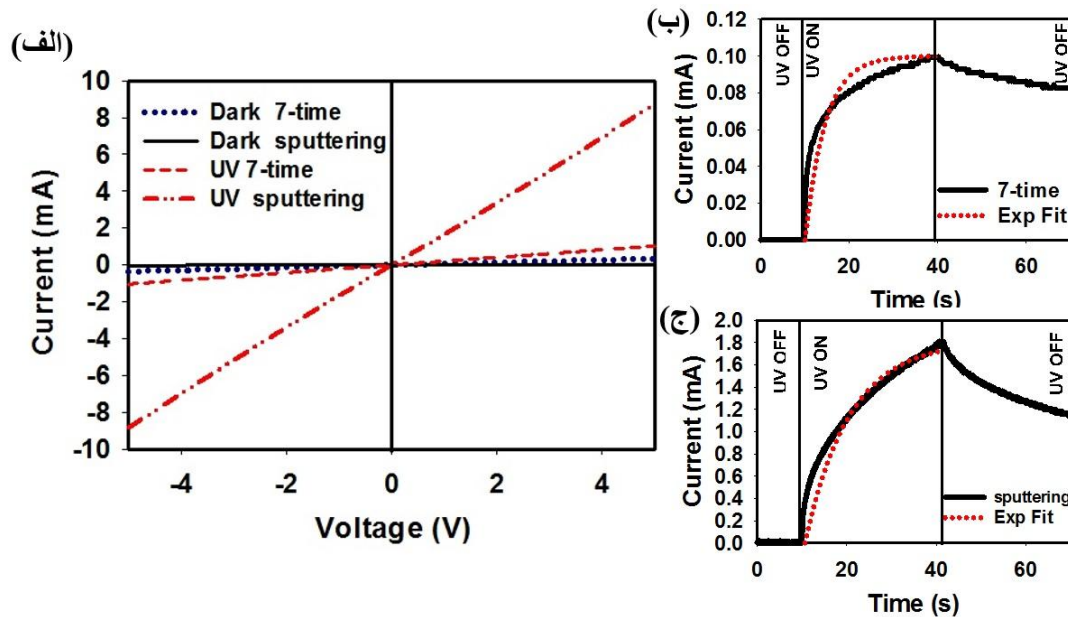 (الف)
10
8
6
4
2
0
-2
-4
-6
-8
-10
Current (mA)
Dark 7-time
Dark sputtering
UV 7-time
UV sputtering
-4 -2 0 2 4
Voltage (V)
(ب)
0.12
0.10
0.08
0.06
0.04
0.02
0.00
Current (mA)
UV OFF
UV ON
UV OFF
7-time
Exp Fit
0 20 40 60
Time (s)
(ج)
2.0
1.8
1.6
1.4
1.2
1.0
0.8
0.6
0.4
0.2
0.0
Current (mA)
UV OFF
UV ON
UV OFF
sputtering
Exp Fit
0 20 40 60
Time (s)